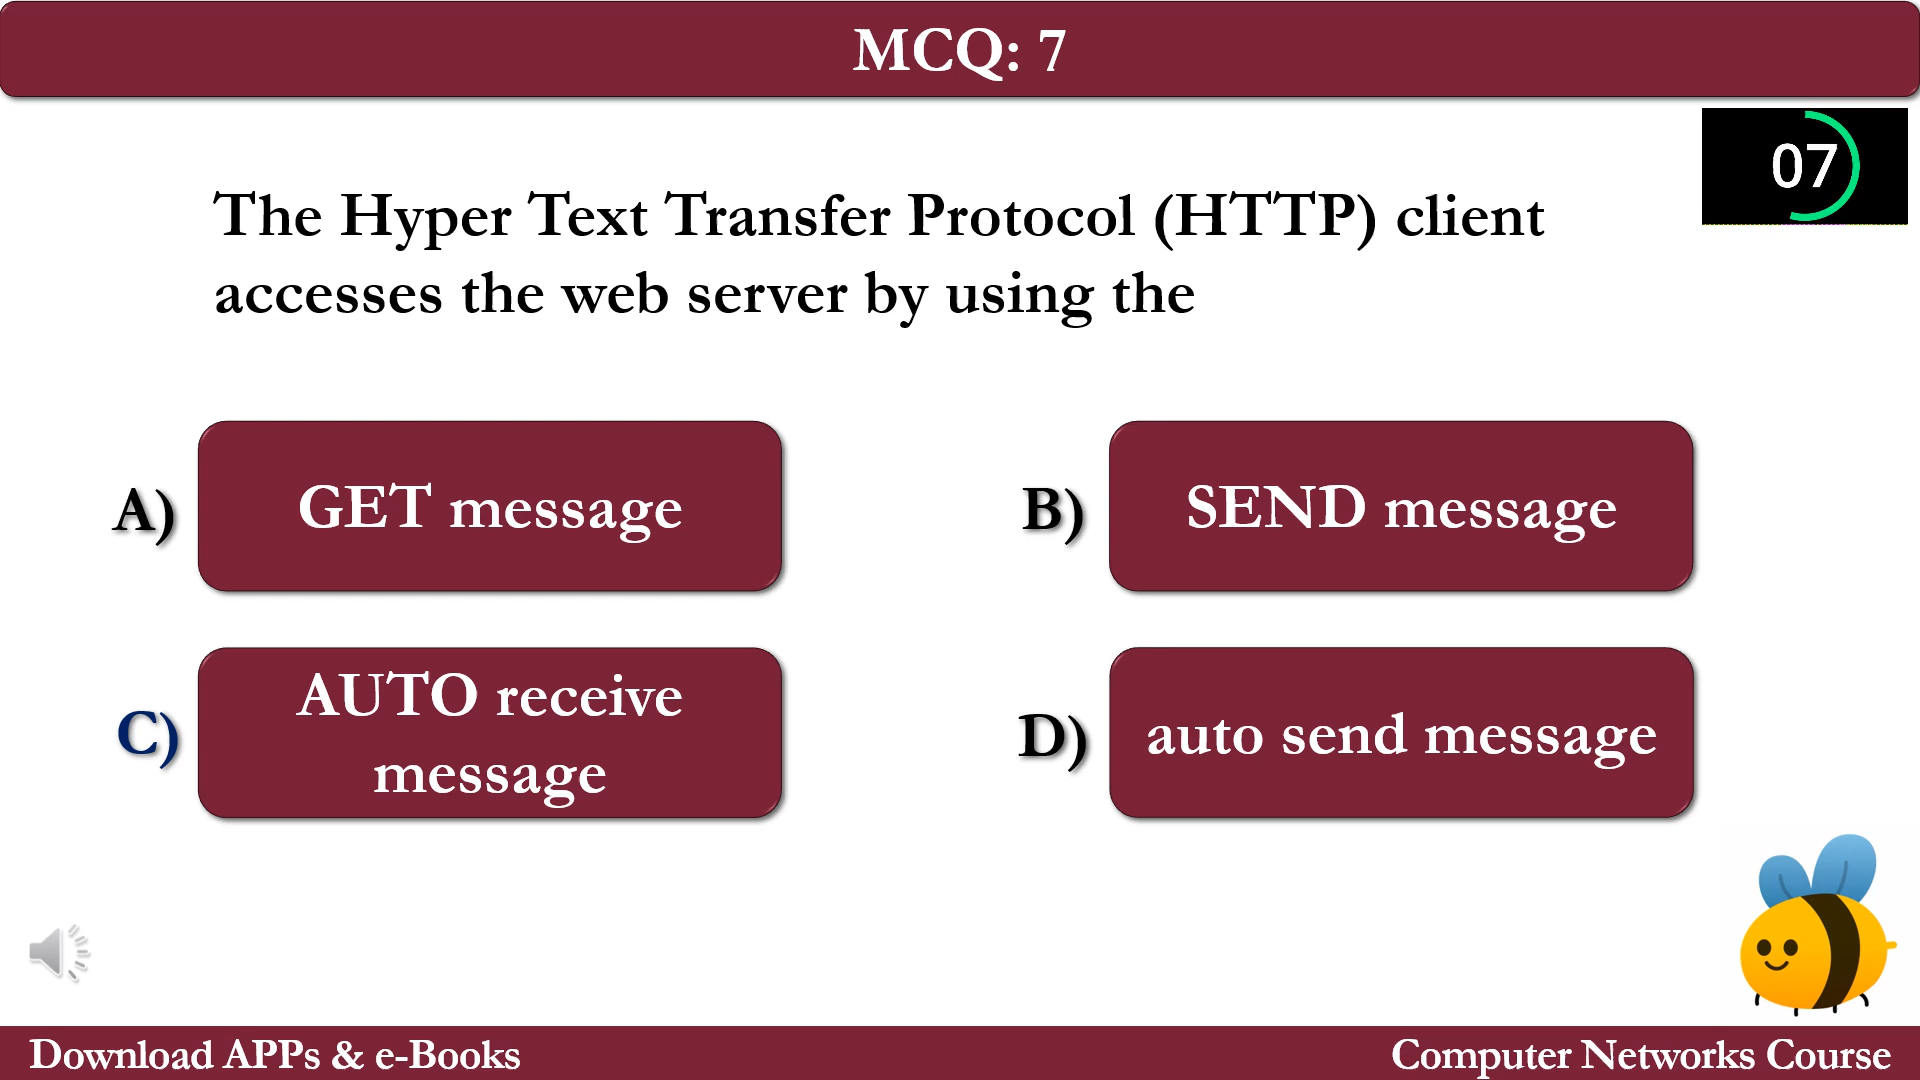 MCQ: 7
07
The Hyper Text Transfer Protocol (HTTP) client
accesses the web server by using the
A) GET message
B) SEND message
C) AUTO receive
message
D) auto send message
Download APPs & e-Books
Computer Networks Course